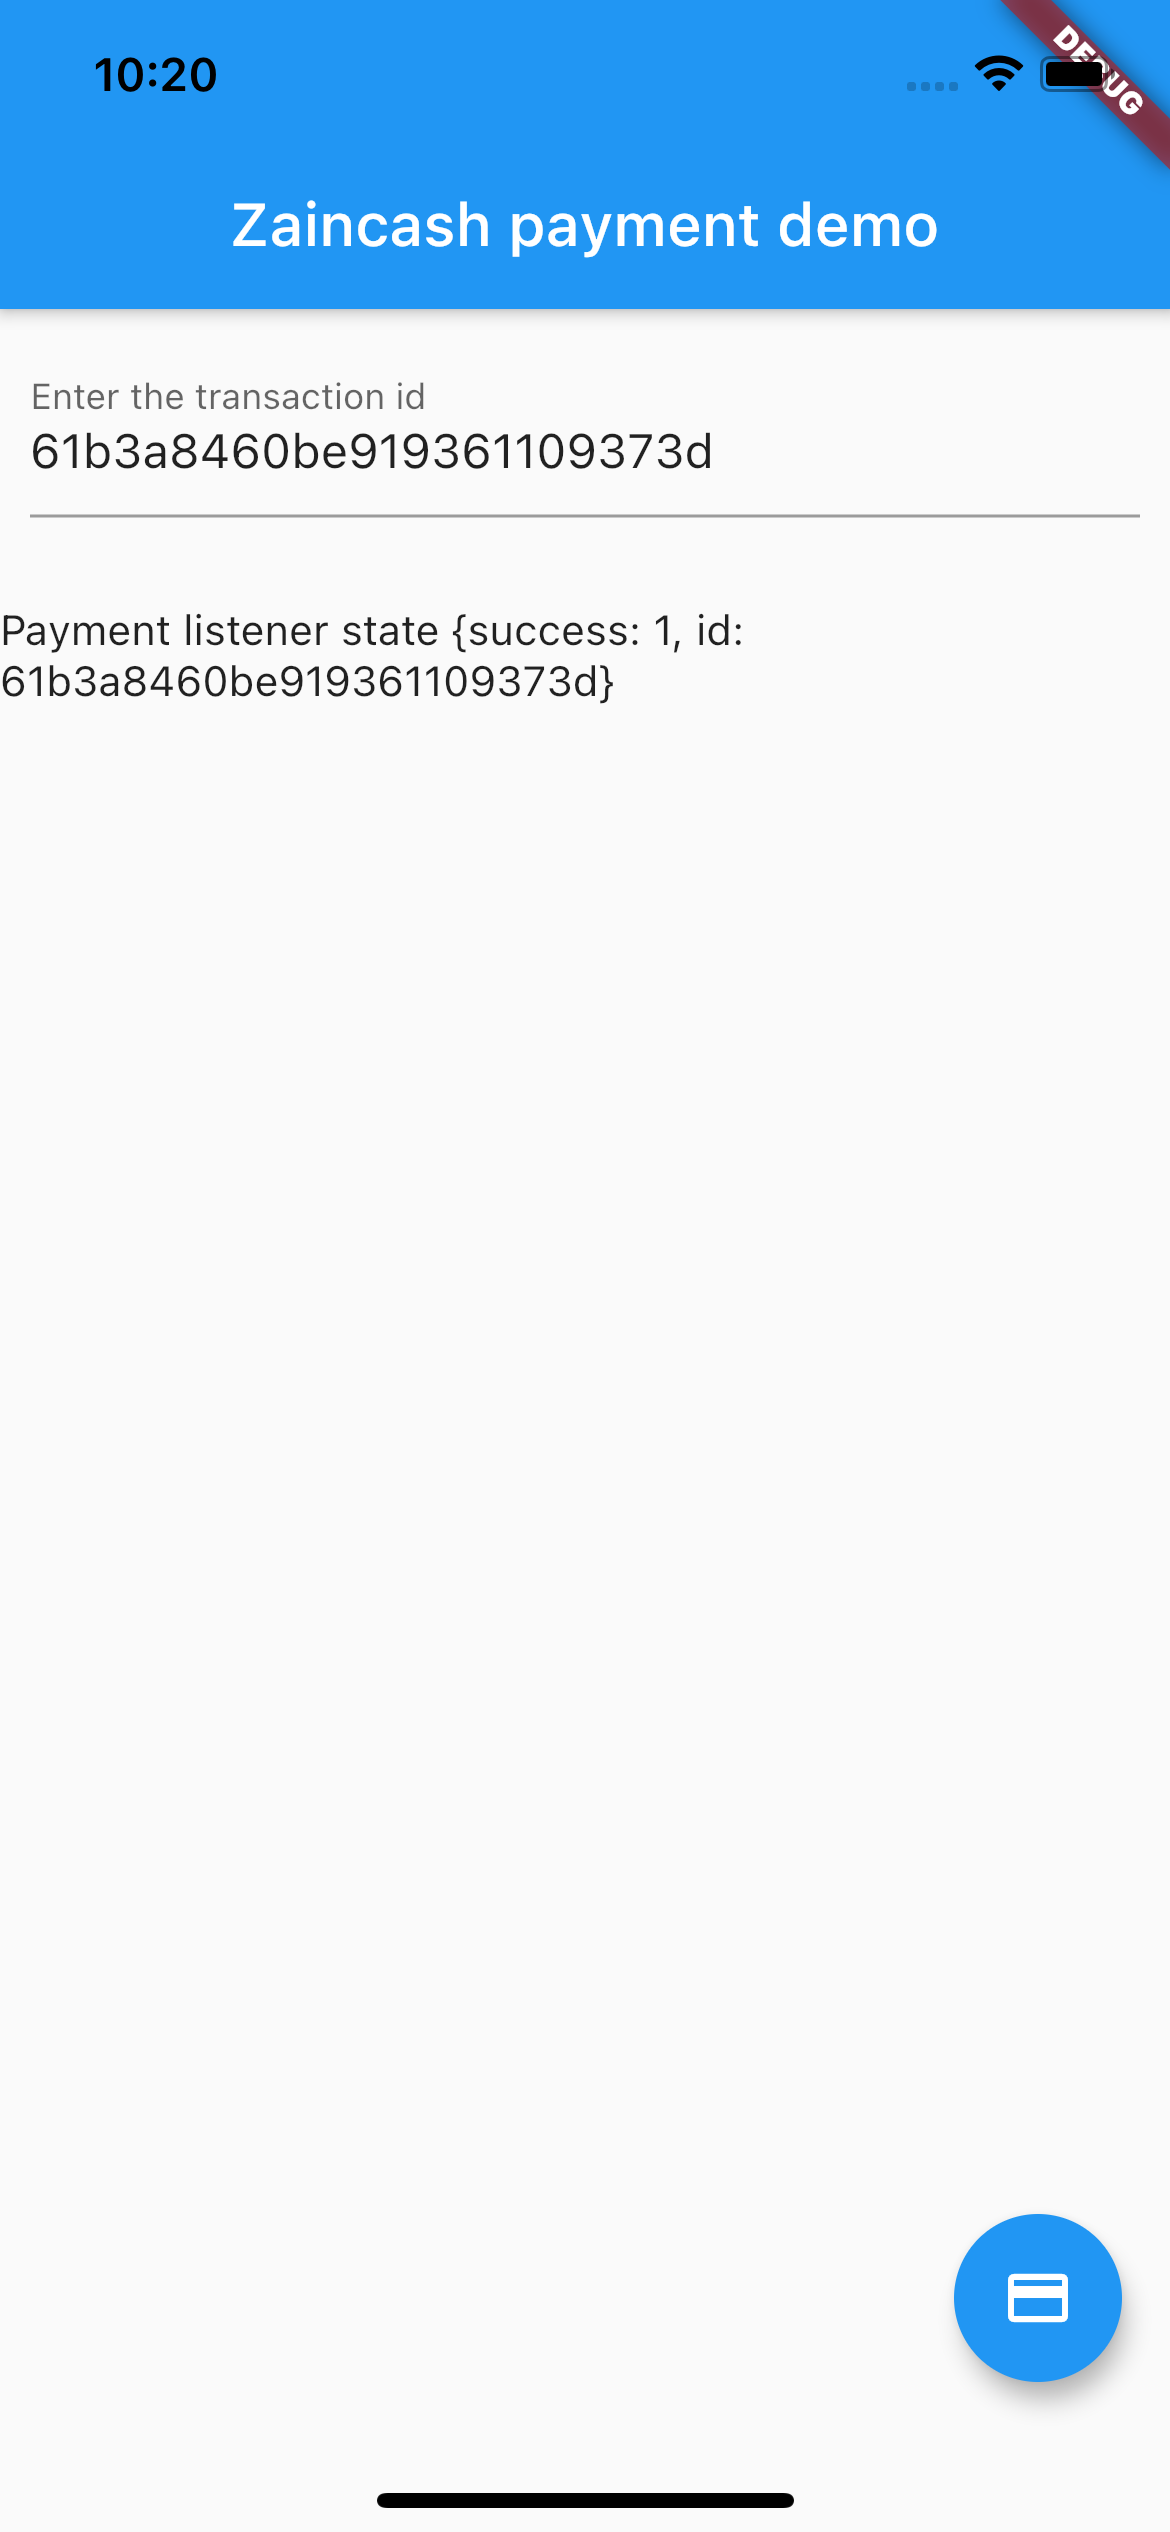 10:20
DEBUG
Zaincash payment demo
Enter the transaction id
61b3a8460be919361109373d
Payment listener state {success: 1, id:
61b3a8460be919361109373d}